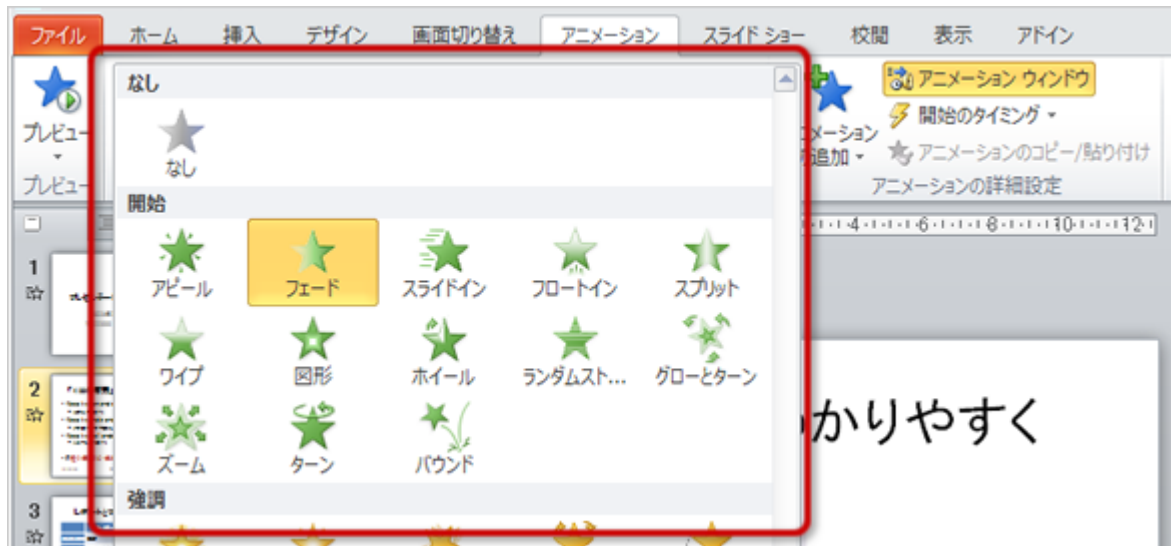 ファイル ホーム 挿入 デザイン 画面切り替え アニメーション スライド ショー 校閲 表示 アドイン
なし
アニメーション ウィンドウ
プレビュー
なし
開始のタイミング
メーション
追加
アニメーションのコピー/貼り付け
プレビュー
アニメーションの詳細設定
開始
4 6 8 10 12
アピール フェード スライドイン フロートイン スプリット
1
ワイプ 図形 ホイール ランダムスト... グローとターン
2
かりやすく
ズーム ターン バウンド
強調
3